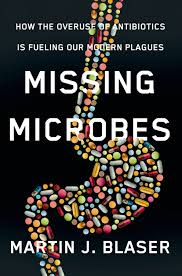 HOW THE OVERUSE OF ANTIBIOTICS
IS FUELING OUR MODERN PLAGUES
MISSING
MICROBES
MARTIN J. BLASER